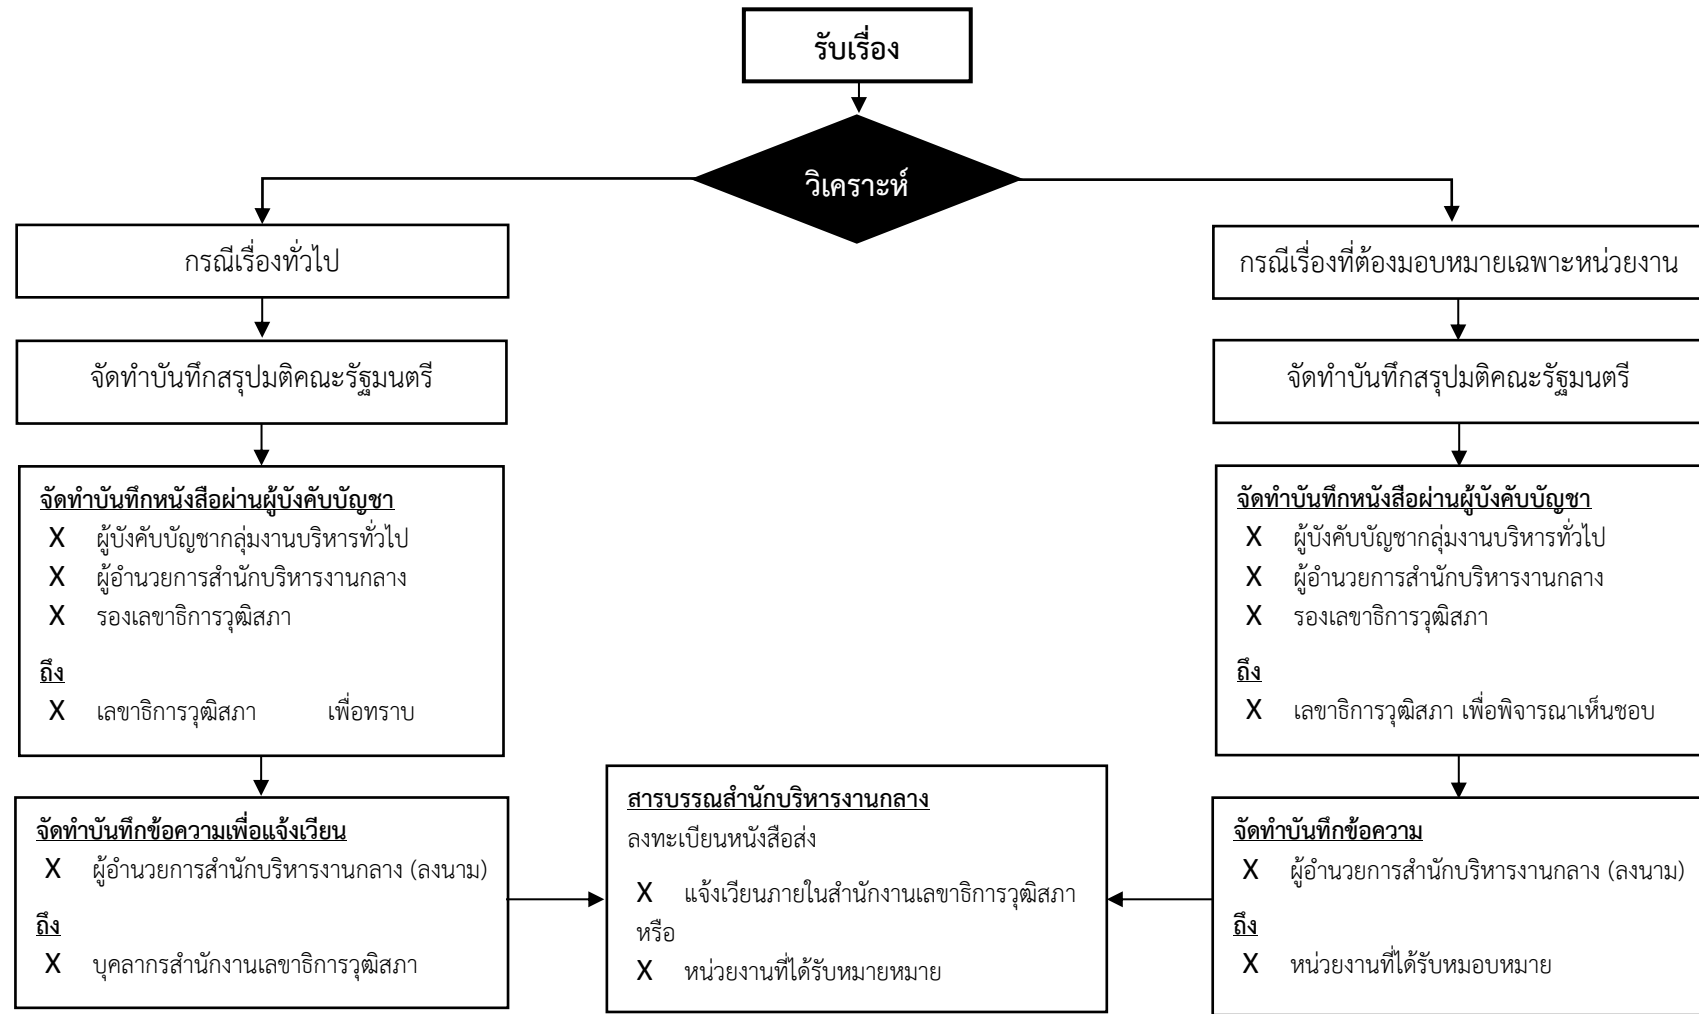 รับเรื่อง
วิเคราะห์
กรณีเรื่องทั่วไป
จัดทำบันทึกสรุปมติคณะรัฐมนตรี
จัดทำบันทึกหนังสือผ่านผู้บังคับบัญชา
X ผู้บังคับบัญชากลุ่มงานบริหารทั่วไป
X ผู้อำนวยการสำนักบริหารงานกลาง
X รองเลขาธิการวุฒิสภา
ถึง
X เลขาธิการวุฒิสภา เพื่อทราบ
จัดทำบันทึกข้อความเพื่อแจ้งเวียน
X ผู้อำนวยการสำนักบริหารงานกลาง (ลงนาม)
ถึง
X บุคลากรสำนักงานเลขาธิการวุฒิสภา
กรณีเรื่องที่ต้องมอบหมายเฉพาะหน่วยงาน
จัดทำบันทึกสรุปมติคณะรัฐมนตรี
จัดทำบันทึกหนังสือผ่านผู้บังคับบัญชา
X ผู้บังคับบัญชากลุ่มงานบริหารทั่วไป
X ผู้อำนวยการสำนักบริหารงานกลาง
X รองเลขาธิการวุฒิสภา
ถึง
X เลขาธิการวุฒิสภา เพื่อพิจารณาเห็นชอบ
จัดทำบันทึกข้อความ
X ผู้อำนวยการสำนักบริหารงานกลาง (ลงนาม)
ถึง
X หน่วยงานที่ได้รับหมอบหมาย
สารบรรณสำนักบริหารงานกลาง
ลงทะเบียนหนังสือส่ง
X แจ้งเวียนภายในสำนักงานเลขาธิการวุฒิสภา
หรือ
X หน่วยงานที่ได้รับหมายหมาย